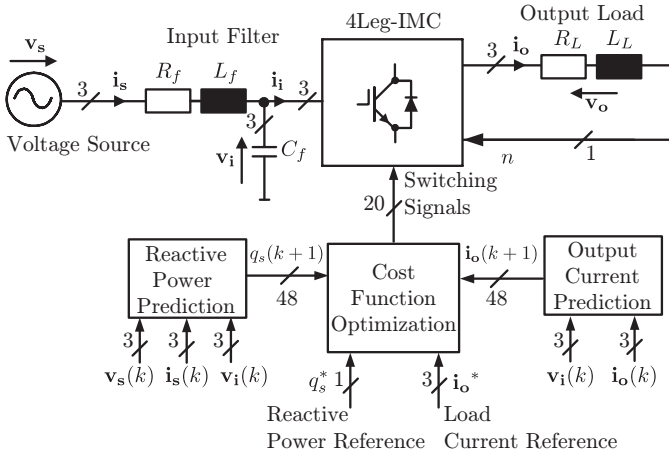 4Leg-IMC
Output Load
Input Filter
v_s
3
i_s
R_f
L_f
i_i
3
3
i_o
R_L
L_L
v_o
3
Voltage Source
v_i
C_f
n
1
Switching
Signals
20
Reactive
Power
Prediction
q_s(k + 1)
48
Cost
Function
Optimization
i_o(k + 1)
48
Output
Current
Prediction
3
3
3
v_s(k)
i_s(k)
v_i(k)
3
3
v_i(k)
i_o(k)
q_s^*
1
3
i_o^*
Reactive
Power Reference
Load
Current Reference